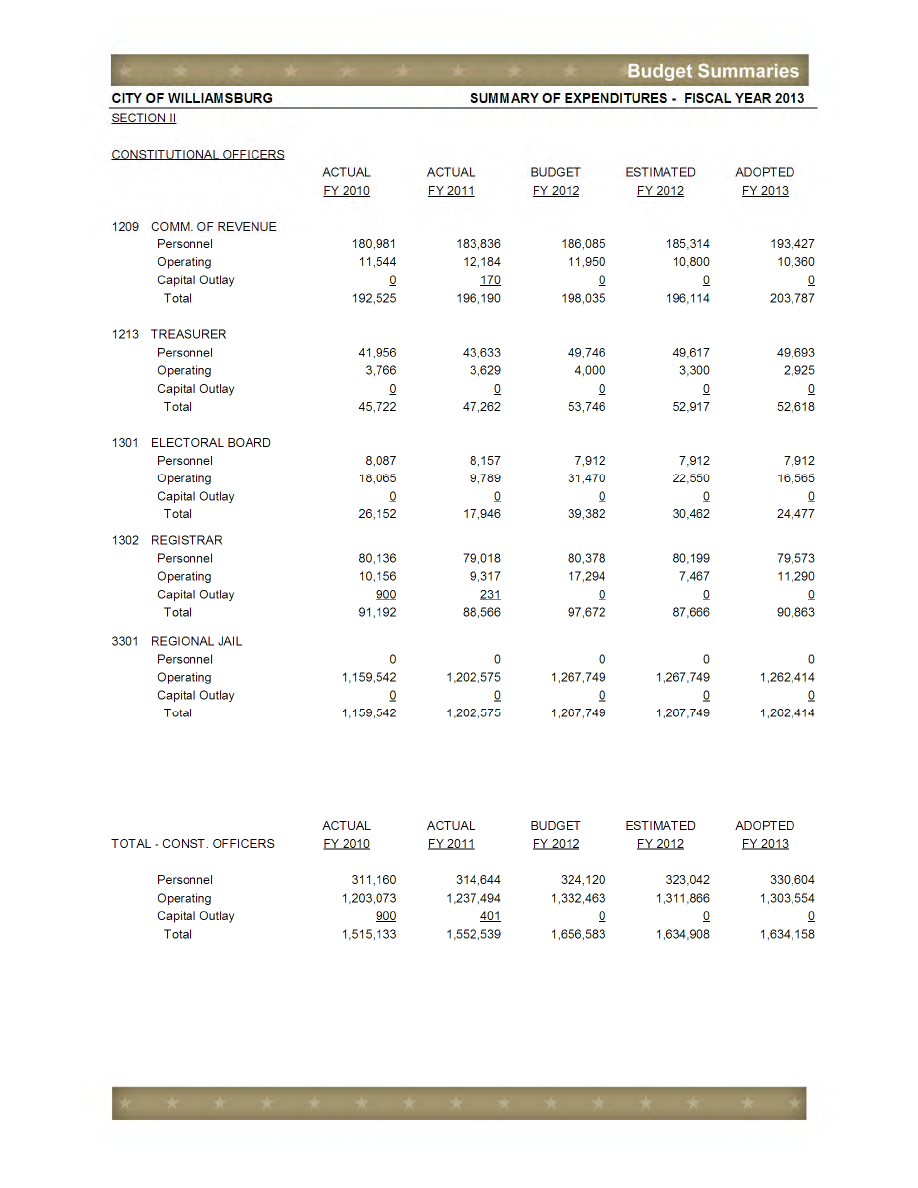 Budget Summaries
CITY OF WILLIAMSBURG SUMMARY OF EXPENDITURES - FISCAL YEAR 2013
SECTION II
CONSTITUTIONAL OFFICERS
ACTUAL ACTUAL BUDGET ESTIMATED ADOPTED
FY 2010 FY 2011 FY 2012 FY 2012 FY 2013
1209 COMM. OF REVENUE
Personnel 180,981 183,836 186,085 185,314 193,427
Operating 11,544 12,184 11,950 10,800 10,360
Capital Outlay 0 170 0 0 0
Total 192,525 196,190 198,035 196,114 203,787
1213 TREASURER
Personnel 41,956 43,633 49,746 49,617 49,693
Operating 3,766 3,629 4,000 3,300 2,925
Capital Outlay 0 0 0 0 0
Total 45,722 47,262 53,746 52,917 52,618
1301 ELECTORAL BOARD
Personnel 8,087 8,157 7,912 7,912 7,912
Operating 18,065 9,789 31,470 22,550 16,565
Capital Outlay 0 0 0 0 0
Total 26,152 17,946 39,382 30,462 24,477
1302 REGISTRAR
Personnel 80,136 79,018 80,378 80,199 79,573
Operating 10,156 9,317 17,294 7,467 11,290
Capital Outlay 900 231 0 0 0
Total 91,192 88,566 97,672 87,666 90,863
3301 REGIONAL JAIL
Personnel 0 0 0 0 0
Operating 1,159,542 1,202,575 1,267,749 1,267,749 1,262,414
Capital Outlay 0 0 0 0 0
Total 1,159,542 1,202,575 1,267,749 1,267,749 1,262,414
ACTUAL ACTUAL BUDGET ESTIMATED ADOPTED
TOTAL - CONST. OFFICERS FY 2010 FY 2011 FY 2012 FY 2012 FY 2013
Personnel 311,160 314,644 324,120 323,042 330,604
Operating 1,203,073 1,237,494 1,332,463 1,311,866 1,303,554
Capital Outlay 900 401 0 0 0
Total 1,515,133 1,552,539 1,656,583 1,634,908 1,634,158